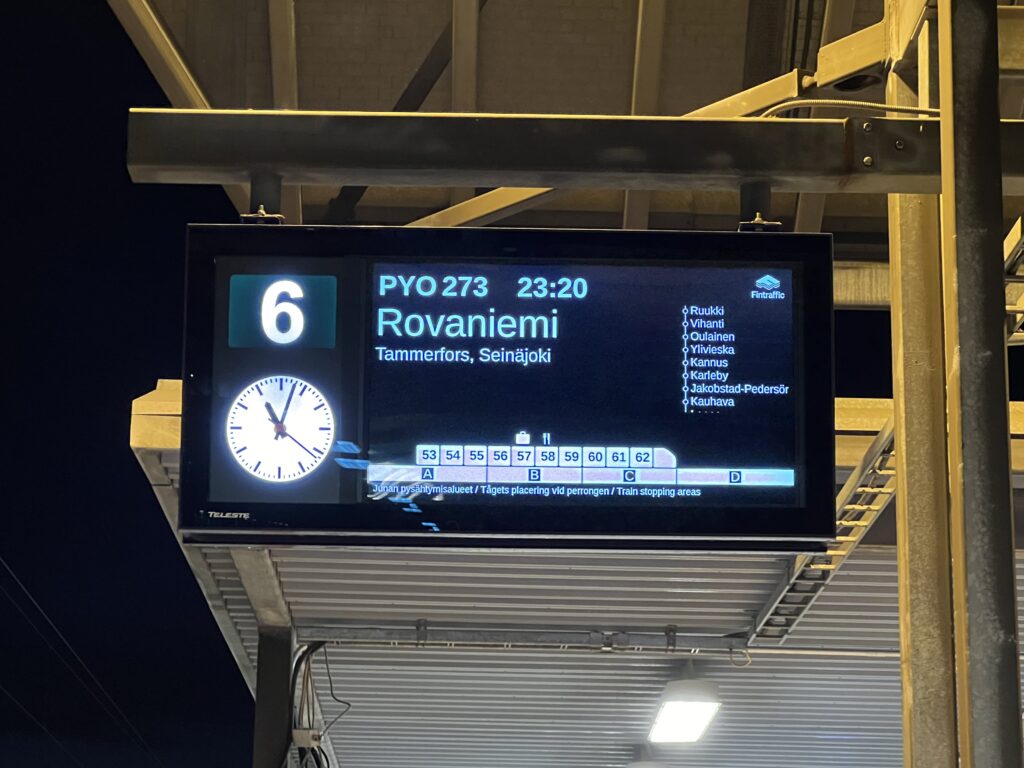 6
PYO 273 23:20
Rovaniemi
Tammerfors, Seinäjoki
Fintraffic
Ruukki
Vihanti
Oulainen
Ylivieska
Kannus
Karleby
Jakobstad-Pedersör
Kauhava
53 54 55 56 57 58 59 60 61 62
A B C D
Junan pysähtymisalueet / Tågets placering vid perrongen / Train stopping areas
TELESTE